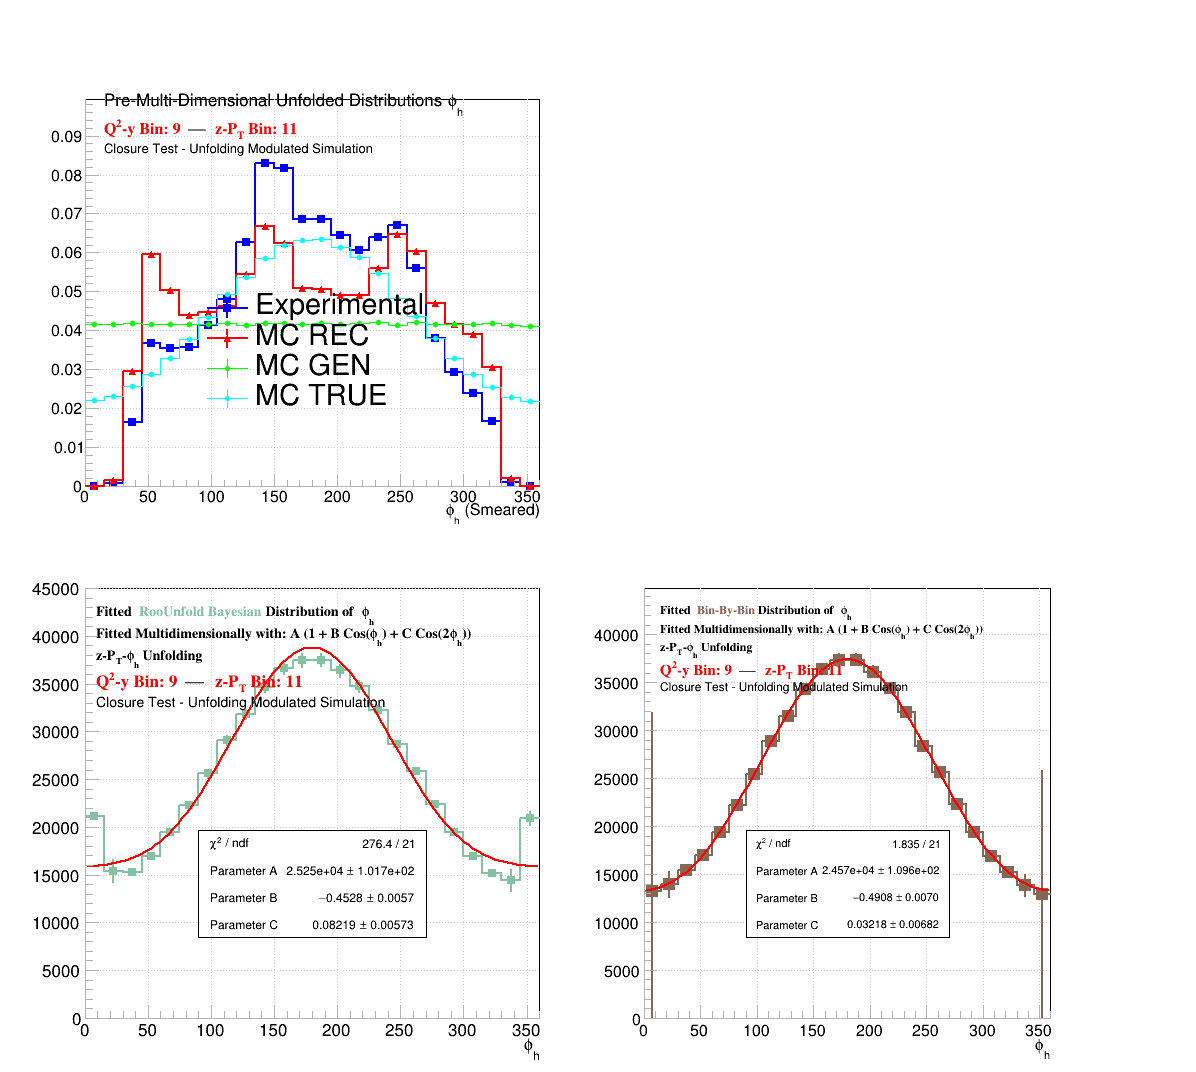 Pre-Multi-Dimensional Unfolded Distributions ϕh
Q2-y Bin: 9 — z-PT Bin: 11
Closure Test - Unfolding Modulated Simulation
0.09
0.08
0.07
0.06
0.05
0.04
0.03
0.02
0.01
0
Experimental
MC REC
MC GEN
MC TRUE
0 50 100 150 200 250 300 350
ϕh (Smeared)
45000
40000
35000
30000
25000
20000
15000
10000
5000
0
Fitted RooUnfold Bayesian Distribution of ϕh
Fitted Multidimensionally with: A (1 + B Cos(ϕh) + C Cos(2ϕh))
z-PT-ϕh Unfolding
Q2-y Bin: 9 — z-PT Bin: 11
Closure Test - Unfolding Modulated Simulation
χ2 / ndf 276.4 / 21
Parameter A 2.525e+04 ± 1.017e+02
Parameter B −0.4528 ± 0.0057
Parameter C 0.08219 ± 0.00573
0 50 100 150 200 250 300 350
ϕh
40000
35000
30000
25000
20000
15000
10000
5000
0
Fitted Bin-By-Bin Distribution of ϕh
Fitted Multidimensionally with: A (1 + B Cos(ϕh) + C Cos(2ϕh))
z-PT-ϕh Unfolding
Q2-y Bin: 9 — z-PT Bin: 11
Closure Test - Unfolding Modulated Simulation
χ2 / ndf 1.835 / 21
Parameter A 2.457e+04 ± 1.096e+02
Parameter B −0.4908 ± 0.0070
Parameter C 0.03218 ± 0.00682
0 50 100 150 200 250 300 350
ϕh